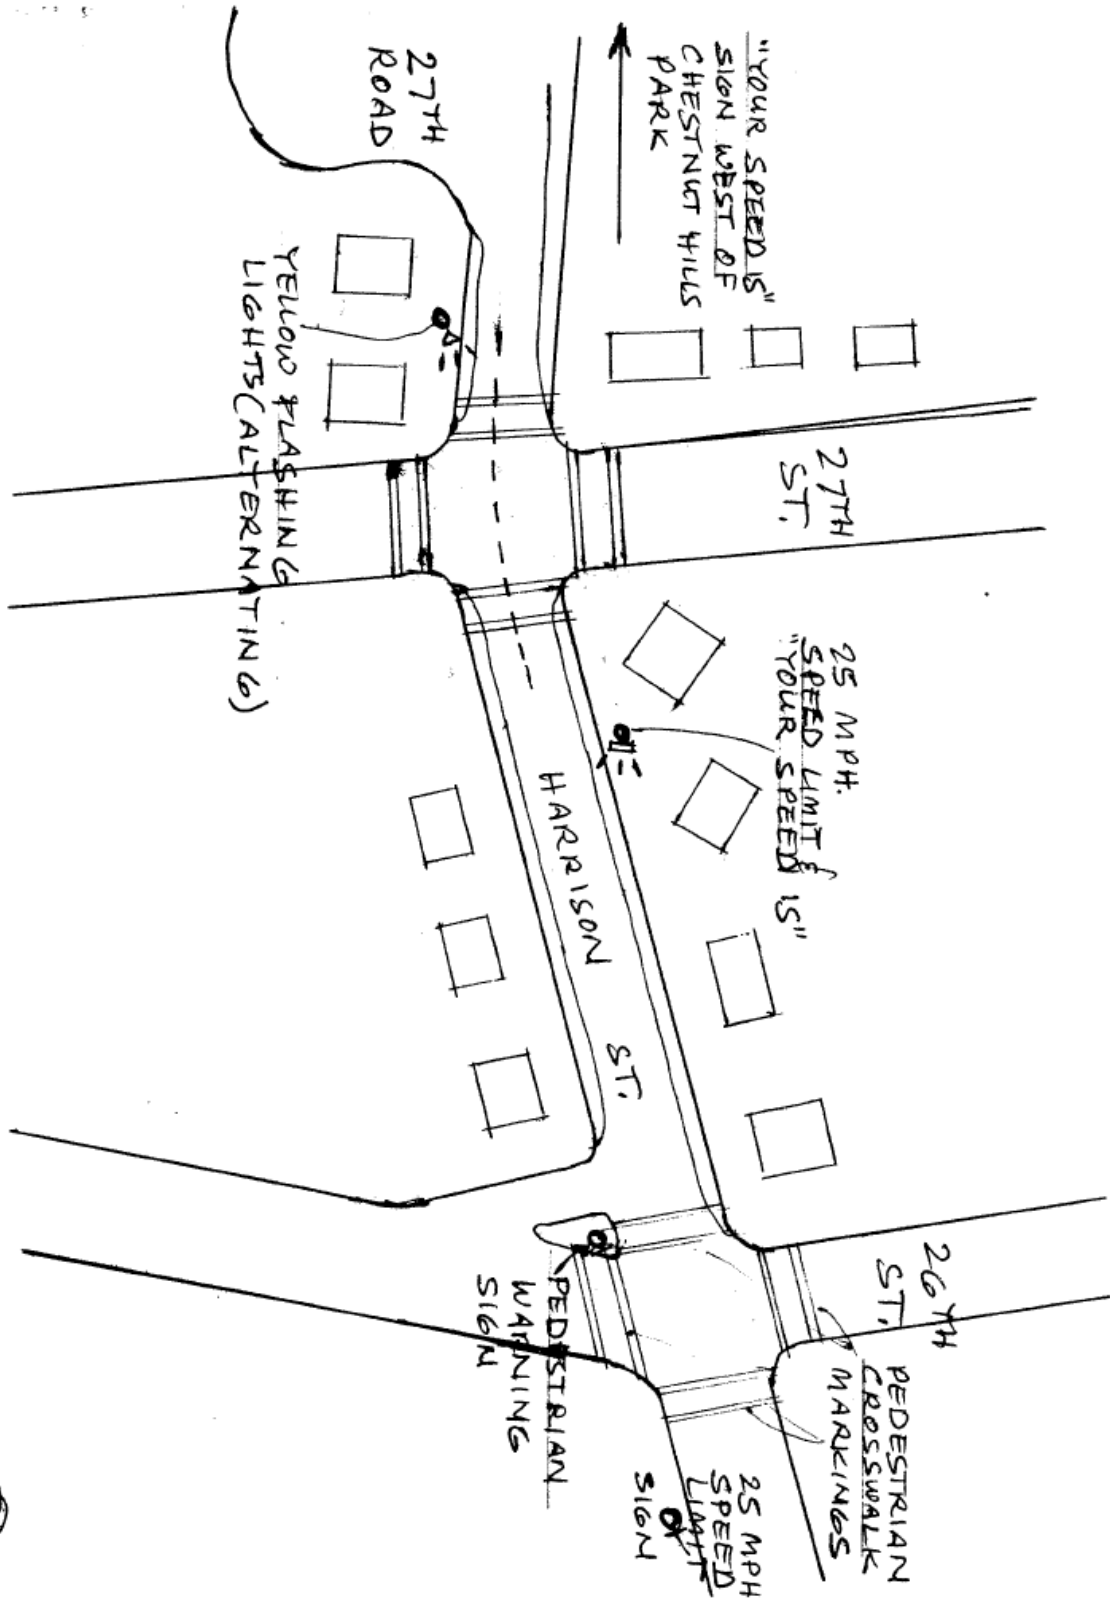 "YOUR SPEED IS"
SIGN WEST OF
CHESTNUT HILLS
PARK
27TH
ROAD
YELLOW FLASHING
LIGHTS (ALTERNATING)
27TH
ST.
25 MPH.
SPEED LIMIT &
"YOUR SPEED IS"
HARRISON ST.
26TH
ST.
PEDESTRIAN
CROSSWALK
MARKINGS
PEDESTRIAN
WARNING
SIGN
25 MPH
SPEED
LIMIT
SIGN